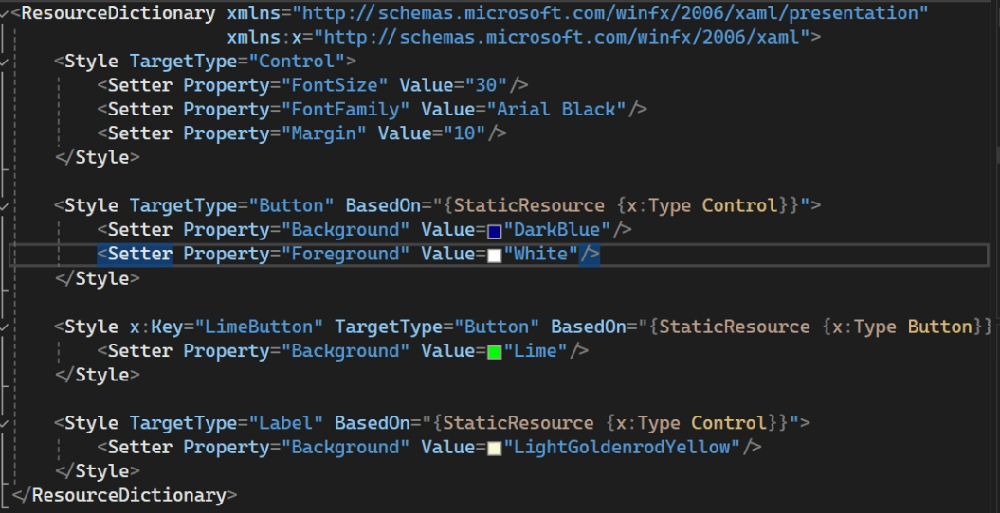 <ResourceDictionary xmlns="http://schemas.microsoft.com/winfx/2006/xaml/presentation"
                    xmlns:x="http://schemas.microsoft.com/winfx/2006/xaml">
    <Style TargetType="Control">
        <Setter Property="FontSize" Value="30"/>
        <Setter Property="FontFamily" Value="Arial Black"/>
        <Setter Property="Margin" Value="10"/>
    </Style>
    <Style TargetType="Button" BasedOn="{StaticResource {x:Type Control}}">
        <Setter Property="Background" Value="DarkBlue"/>
        <Setter Property="Foreground" Value="White"/>
    </Style>
    <Style x:Key="LimeButton" TargetType="Button" BasedOn="{StaticResource {x:Type Button}}
        <Setter Property="Background" Value="Lime"/>
    </Style>
    <Style TargetType="Label" BasedOn="{StaticResource {x:Type Control}}">
        <Setter Property="Background" Value="LightGoldenrodYellow"/>
    </Style>
</ResourceDictionary>